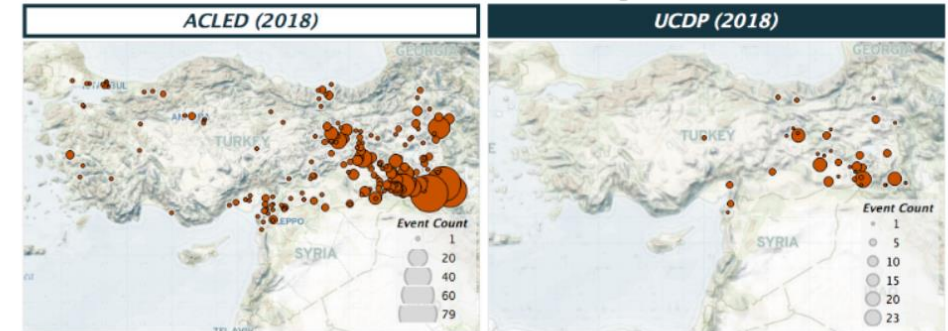 ACLED (2018)
UCDP (2018)
GEORGIA
TURKEY
SYRIA
Event Count
1
20
40
60
79
GEORGIA
TURKEY
SYRIA
Event Count
1
5
10
15
20
23